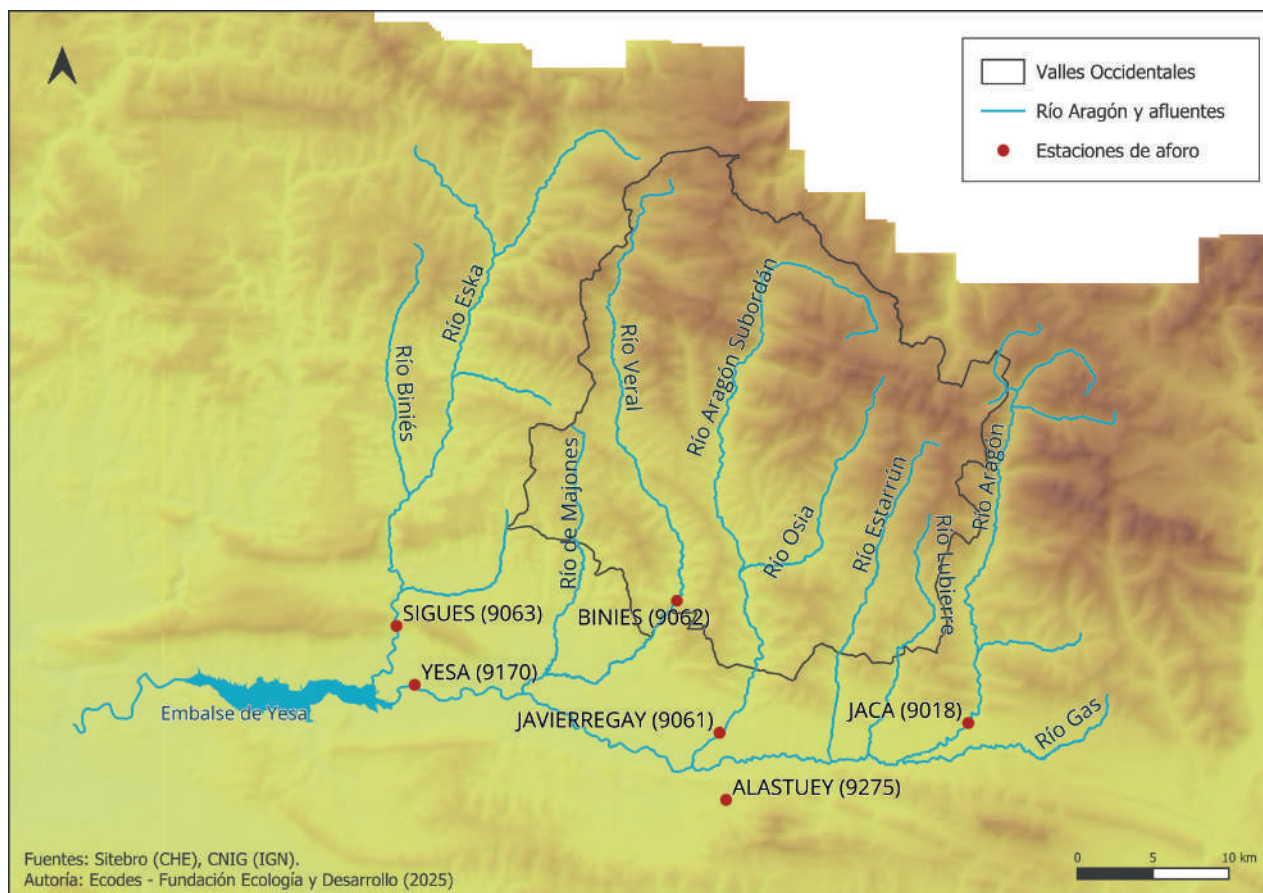 Valles Occidentales
Río Aragón y afluentes
Estaciones de aforo
Río Eska
Río Biniés
Río Veral
Río Aragón Subordán
Río de Majones
Río Osia
Río Estarrún
Río Lubierre
Río Aragón
SIGUES (9063)
BINIES (9062)
YESA (9170)
Embalse de Yesa
JAVIERREGAY (9061)
JACA (9018)
Río Gas
ALASTUEY (9275)
Fuentes: Sitebro (CHE), CNIG (IGN).
Autoría: Ecodes - Fundación Ecología y Desarrollo (2025)
0 5 10 km